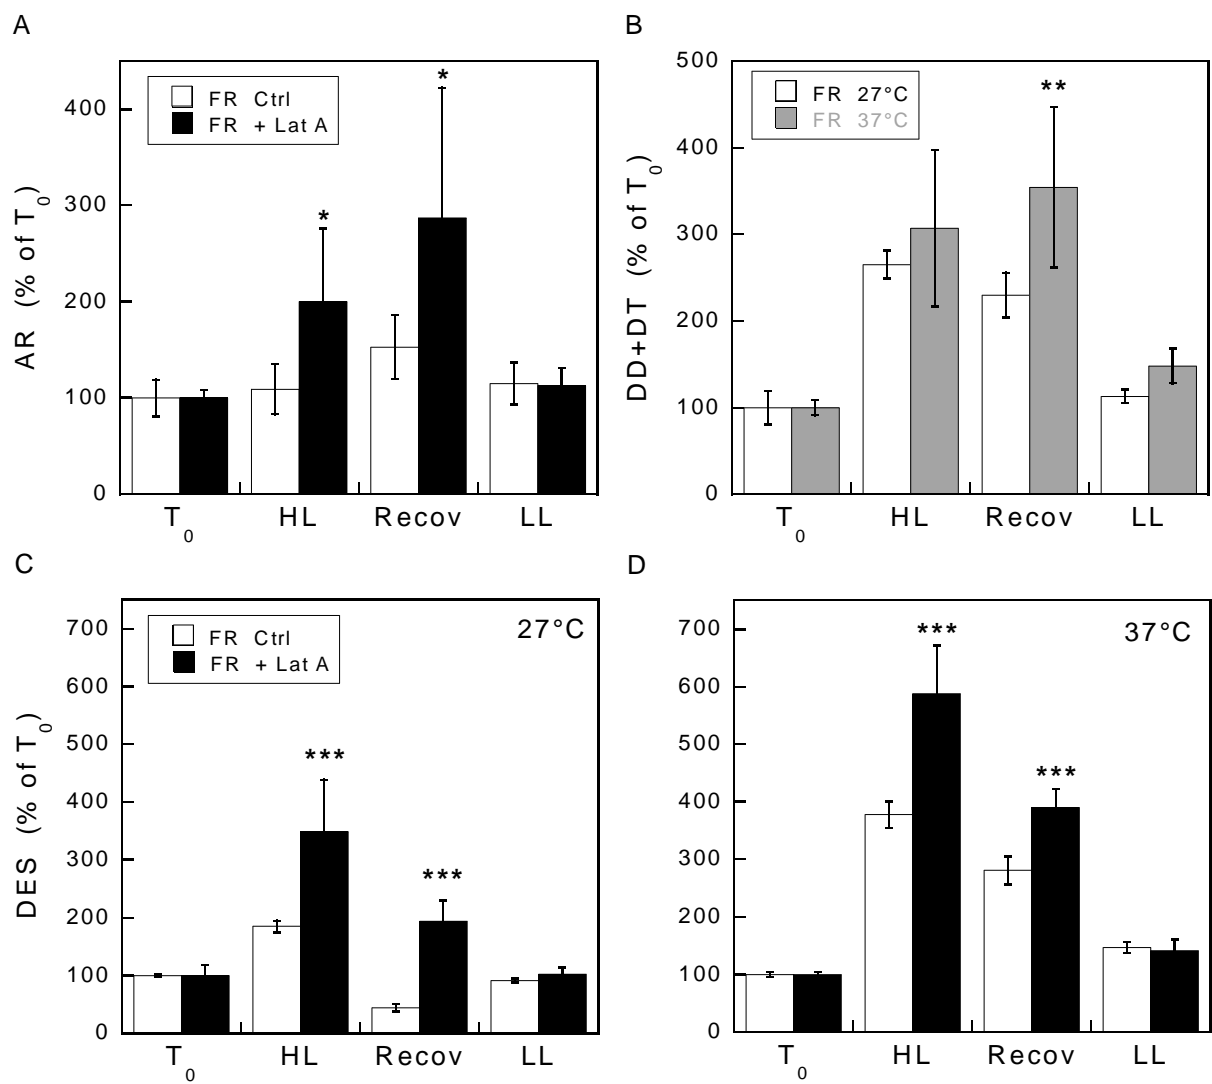 A
AR (% of T0)
450
400
300
200
100
0
FR Ctrl
FR + Lat A
*
*
T0 HL Recov LL
B
DD+DT (% of T0)
500
400
300
200
100
0
FR 27°C
FR 37°C
**
T0 HL Recov LL
C
DES (% of T0)
700
600
500
400
300
200
100
0
FR Ctrl
FR + Lat A
27°C
***
***
T0 HL Recov LL
D
700
600
500
400
300
200
100
0
37°C
***
***
T0 HL Recov LL